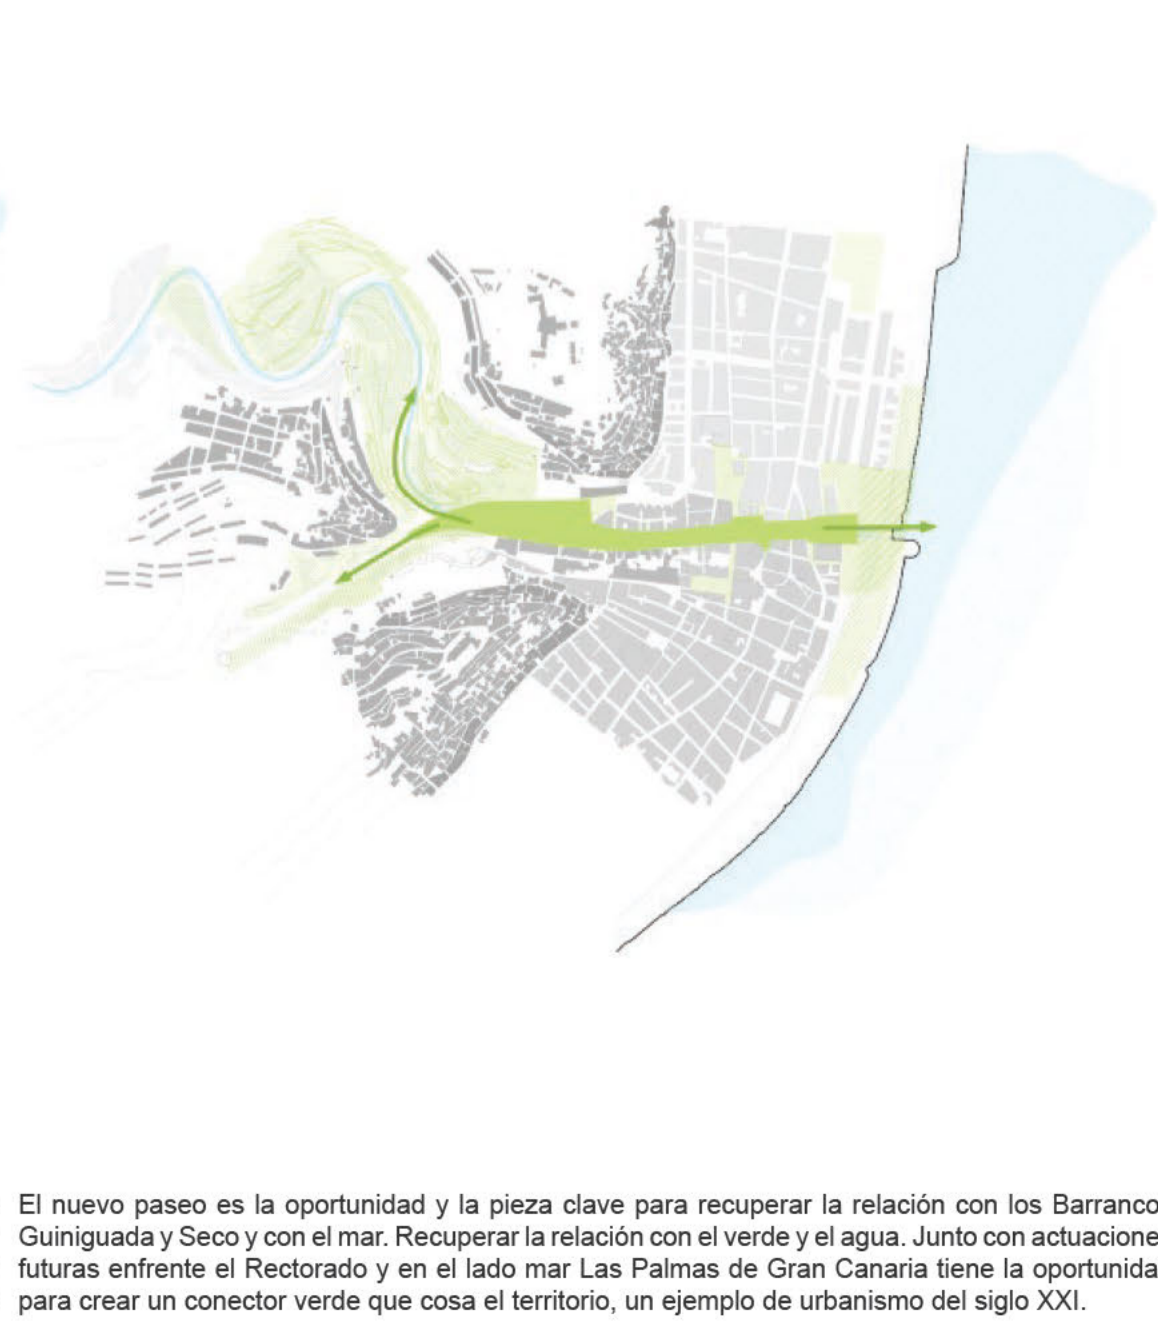 El nuevo paseo es la oportunidad y la pieza clave para recuperar la relación con los Barranco
Guiniguada y Seco y con el mar. Recuperar la relación con el verde y el agua. Junto con actuacione
futuras enfrente el Rectorado y en el lado mar Las Palmas de Gran Canaria tiene la oportunida
para crear un conector verde que cosa el territorio, un ejemplo de urbanismo del siglo XXI.